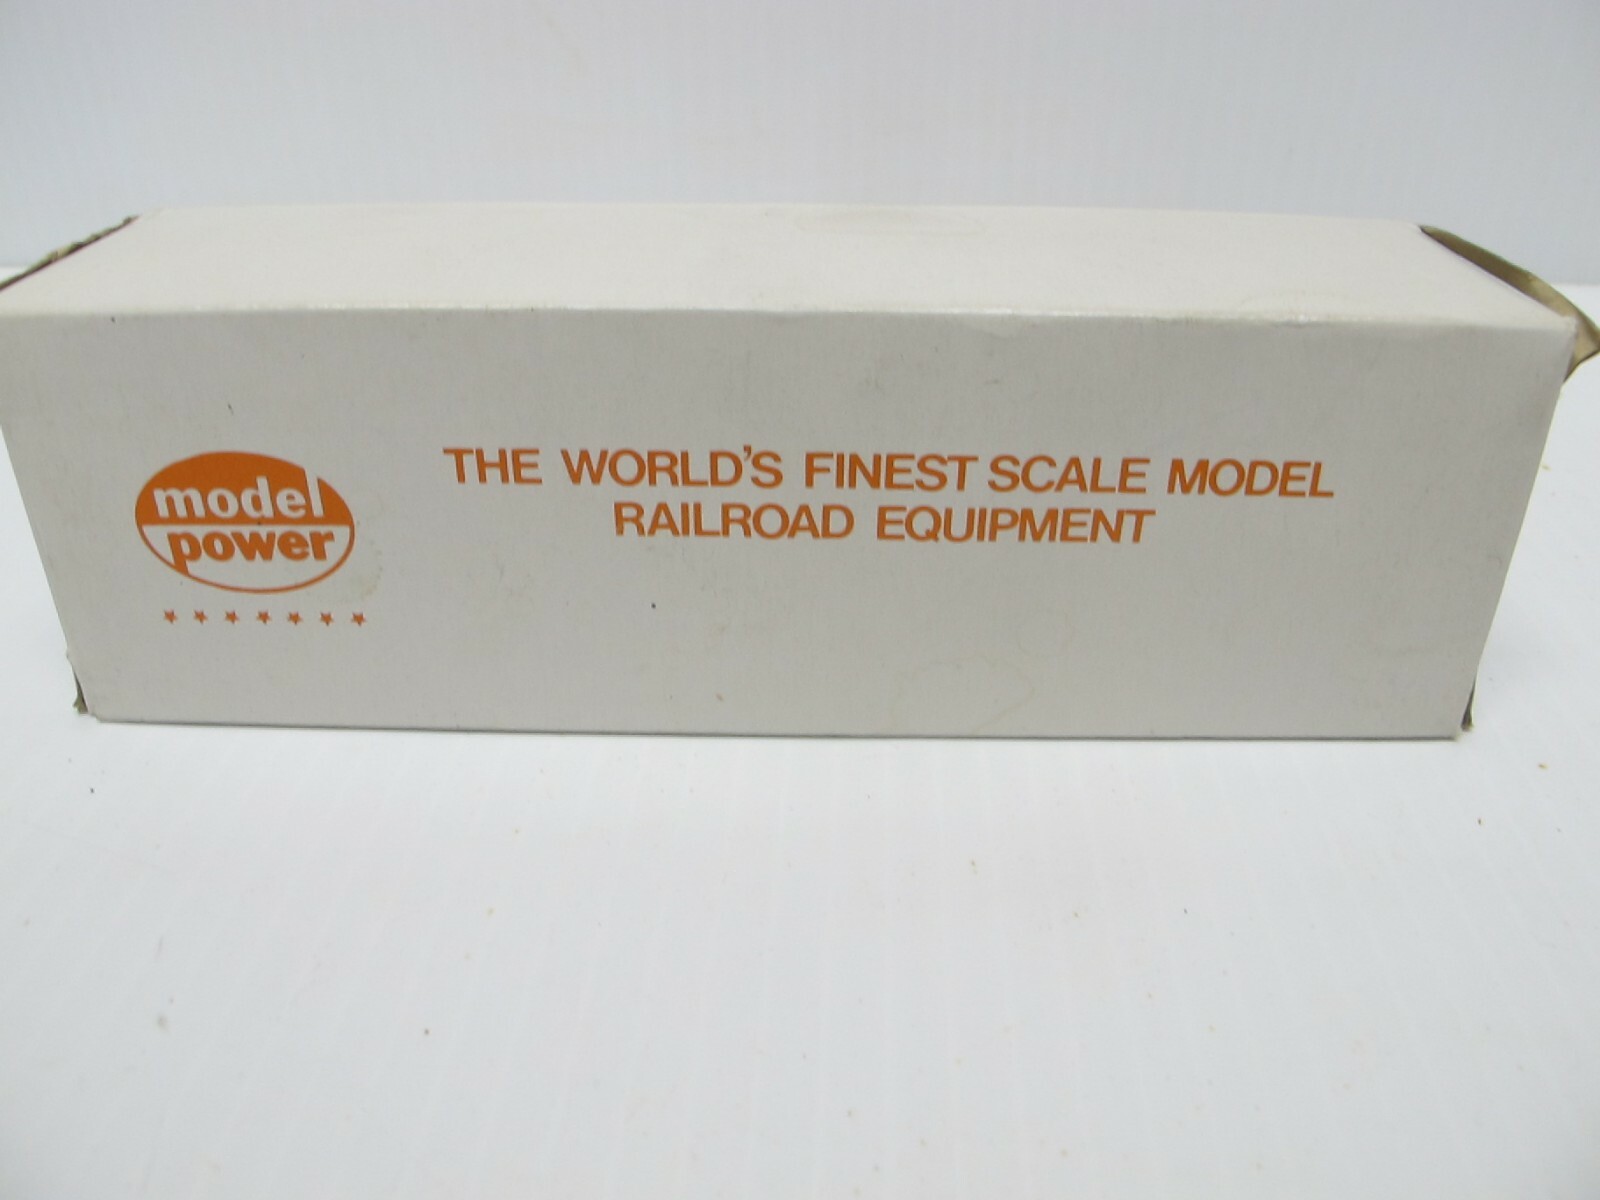 model
power
THE WORLD'S FINEST SCALE MODEL
RAILROAD EQUIPMENT